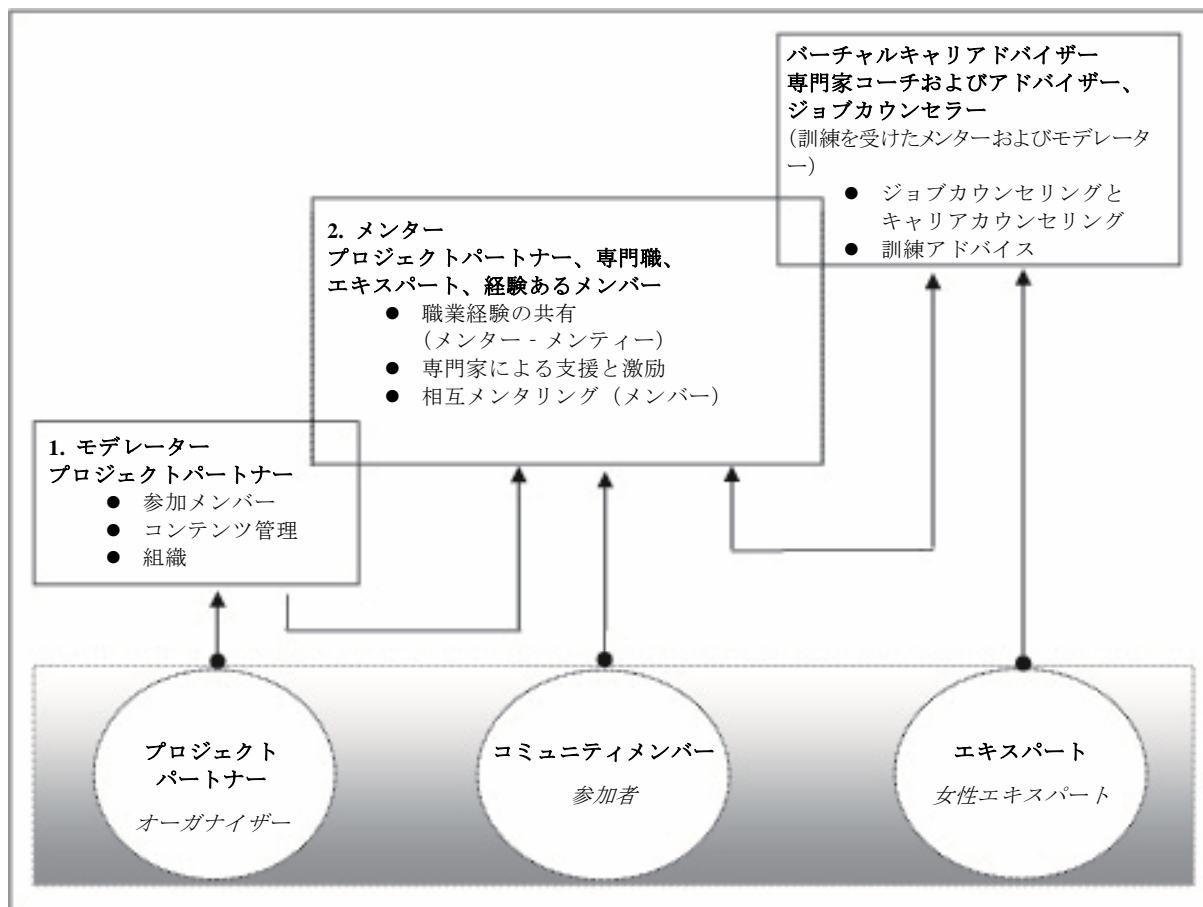 バーチャルキャリアドバイザー
専門家コーチおよびアドバイザー、
ジョブカウンセラー
（訓練を受けたメンターおよびモデレータ
ー）
● ジョブカウンセリングと
キャリアカウンセリング
● 訓練アドバイス
2. メンター
プロジェクトパートナー、専門職、
エキスパート、経験あるメンバー
● 職業経験の共有
（メンター - メンティー）
● 専門家による支援と激励
● 相互メンタリング（メンバー）
1. モデレーター
プロジェクトパートナー
● 参加メンバー
● コンテンツ管理
● 組織
プロジェクト
パートナー
オーガナイザー
コミュニティメンバー
参加者
エキスパート
女性エキスパート